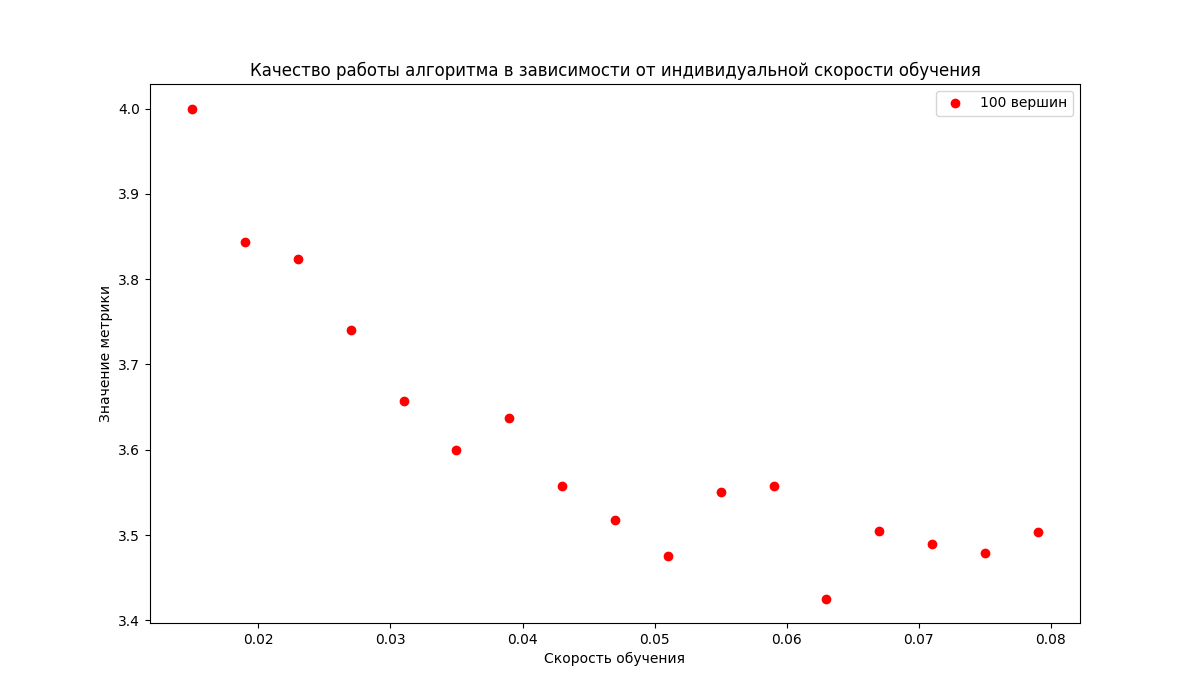 Качество работы алгоритма в зависимости от индивидуальной скорости обучения
100 вершин
4.0
3.9
3.8
3.7
3.6
3.5
3.4
Значение метрики
0.02 0.03 0.04 0.05 0.06 0.07 0.08
Скорость обучения